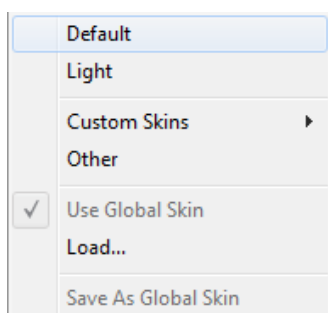 Default
Light
Custom Skins
Other
Use Global Skin
Load...
Save As Global Skin